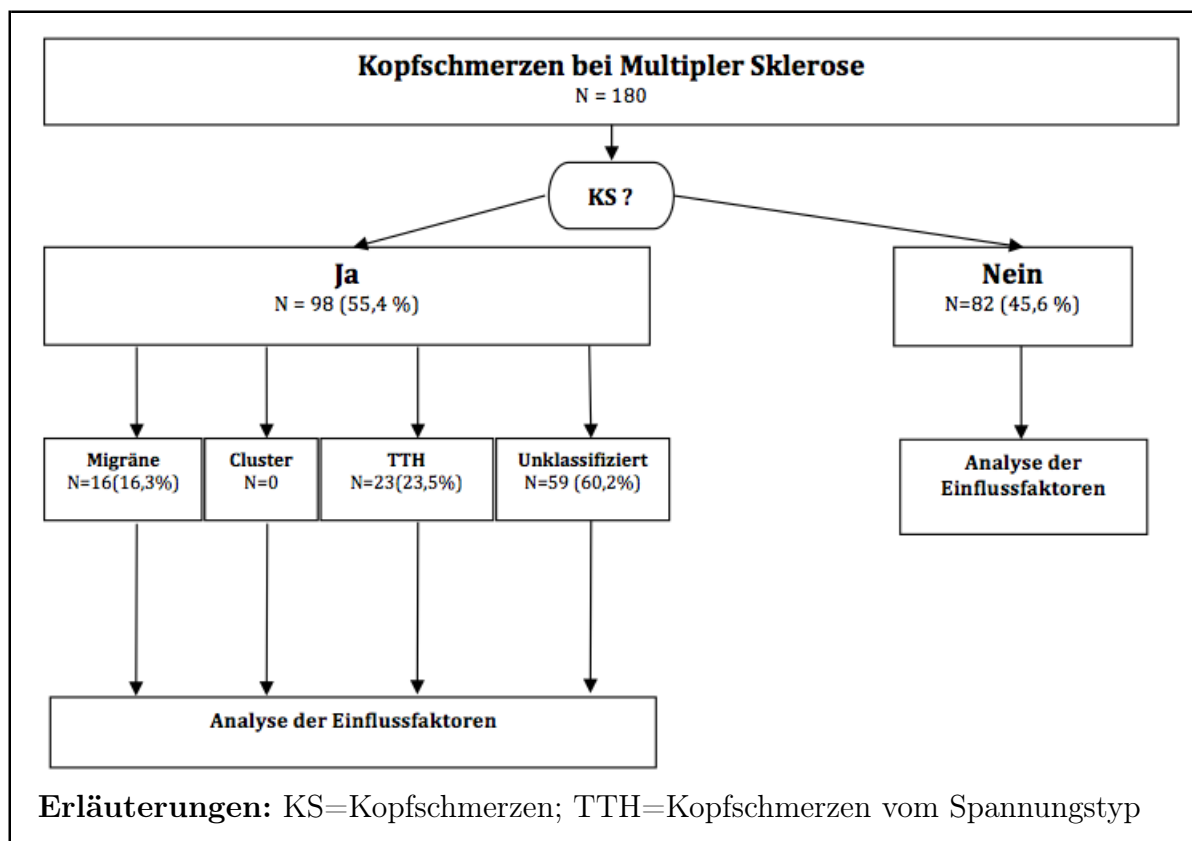 Kopfschmerzen bei Multipler Sklerose
N = 180
KS ?
Ja
N = 98 (55,4 %)
Nein
N=82 (45,6 %)
Migräne
N=16(16,3%)
Cluster
N=0
TTH
N=23(23,5%)
Unklassifiziert
N=59 (60,2%)
Analyse der
Einflussfaktoren
Analyse der Einflussfaktoren
Erläuterungen: KS=Kopfschmerzen; TTH=Kopfschmerzen vom Spannungstyp